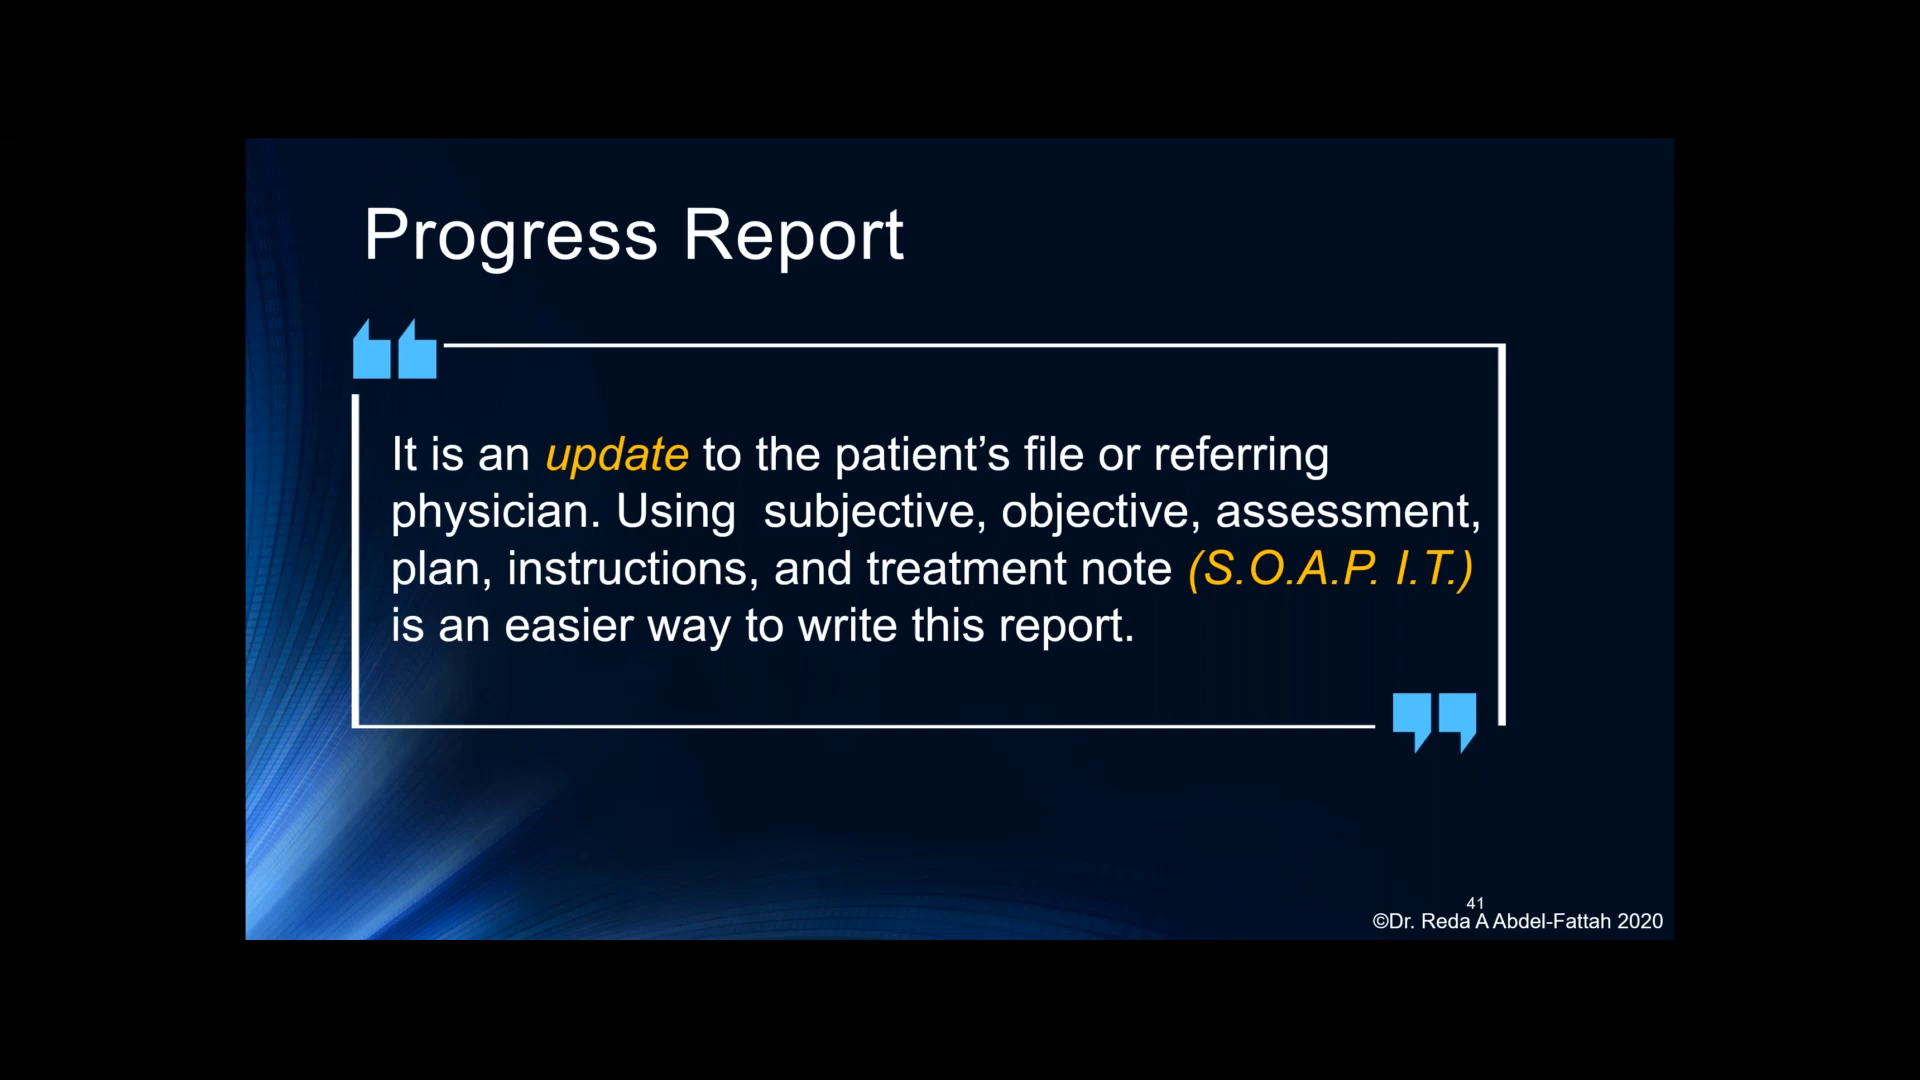 Progress Report
It is an update to the patient’s file or referring
physician. Using  subjective, objective, assessment,
plan, instructions, and treatment note (S.O.A.P. I.T.)
is an easier way to write this report.
41
©Dr. Reda A Abdel-Fattah 2020